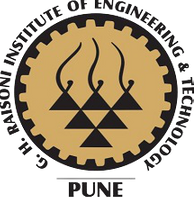 G. H. RAISONI INSTITUTE OF ENGINEERING & TECHNOLOGY
PUNE